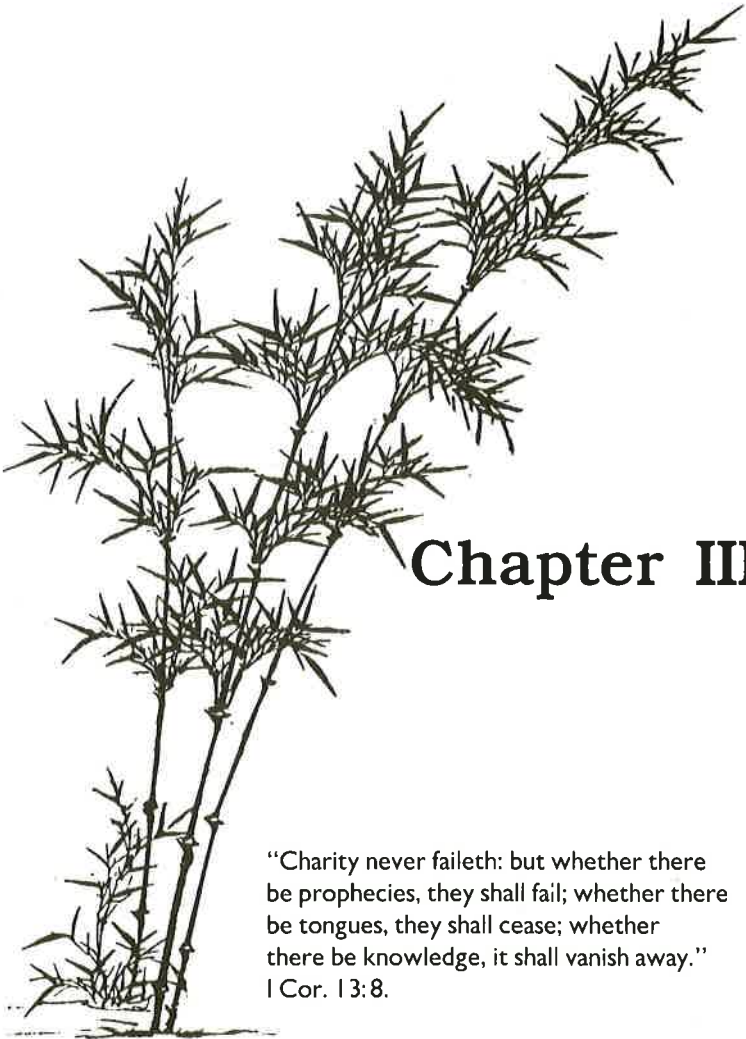 Chapter III
“Charity never faileth: but whether there
be prophecies, they shall fail; whether there
be tongues, they shall cease; whether
there be knowledge, it shall vanish away.”
I Cor. 13:8.